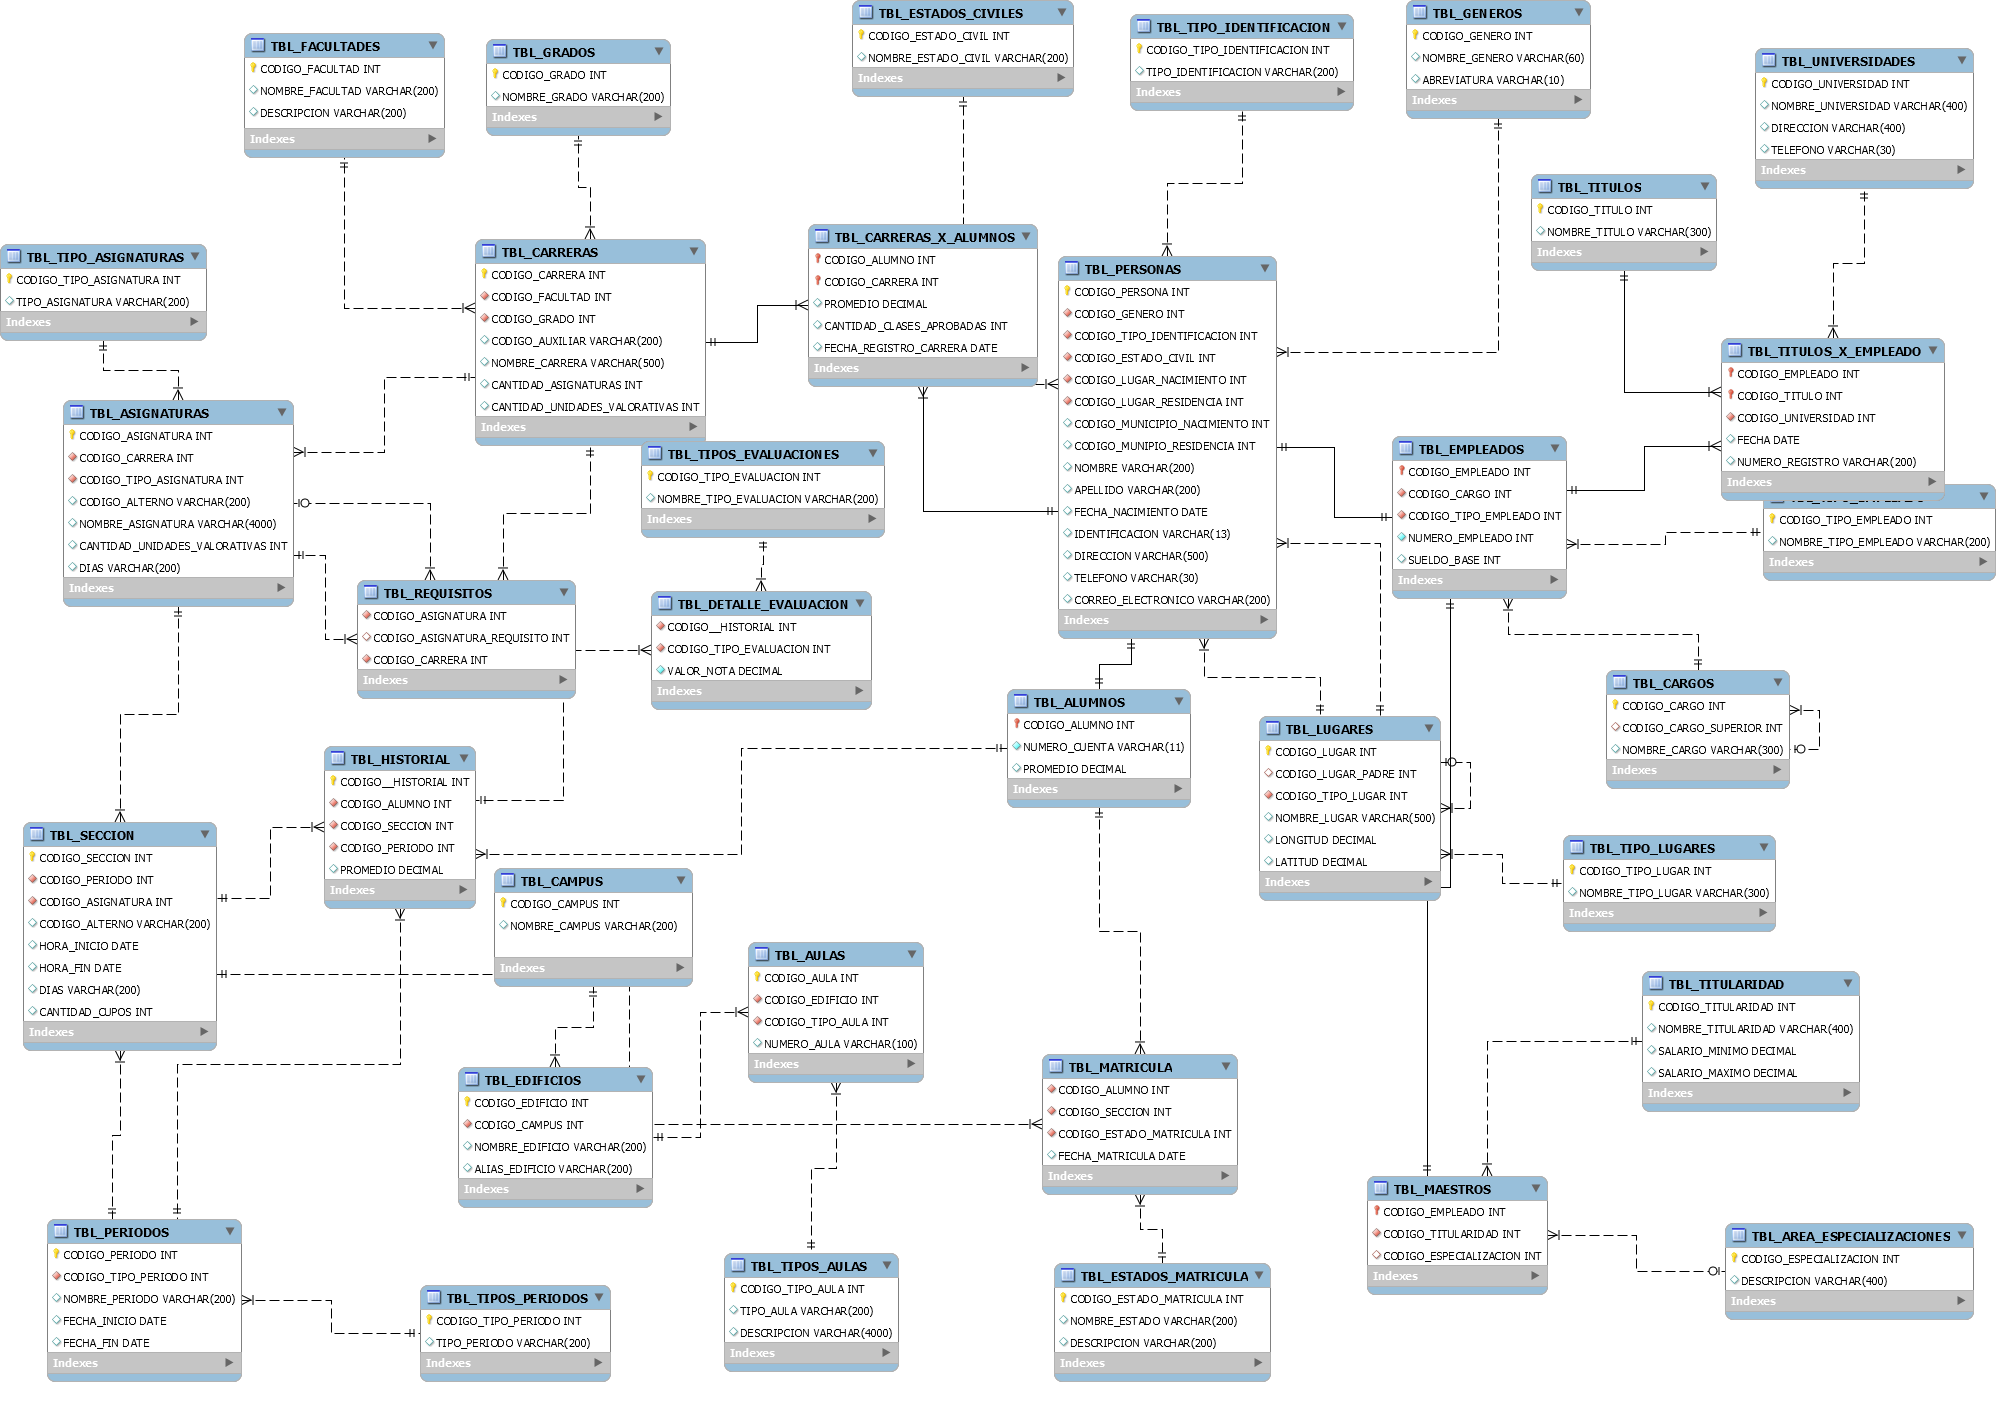 TBL_FACULTADES
CODIGO_FACULTAD INT
NOMBRE_FACULTAD VARCHAR(200)
DESCRIPCION VARCHAR(200)
Indexes
TBL_GRADOS
CODIGO_GRADO INT
NOMBRE_GRADO VARCHAR(200)
Indexes
TBL_ESTADOS_CIVILES
CODIGO_ESTADO_CIVIL INT
NOMBRE_ESTADO_CIVIL VARCHAR(200)
Indexes
TBL_TIPO_IDENTIFICACION
CODIGO_TIPO_IDENTIFICACION INT
TIPO_IDENTIFICACION VARCHAR(200)
Indexes
TBL_GENEROS
CODIGO_GENERO INT
NOMBRE_GENERO VARCHAR(60)
ABREVIATURA VARCHAR(10)
Indexes
TBL_UNIVERSIDADES
CODIGO_UNIVERSIDAD INT
NOMBRE_UNIVERSIDAD VARCHAR(400)
DIRECCION VARCHAR(400)
TELEFONO VARCHAR(30)
Indexes
TBL_TITULOS
CODIGO_TITULO INT
NOMBRE_TITULO VARCHAR(300)
Indexes
TBL_TIPO_ASIGNATURAS
CODIGO_TIPO_ASIGNATURA INT
TIPO_ASIGNATURA VARCHAR(200)
Indexes
TBL_CARRERAS
CODIGO_CARRERA INT
CODIGO_FACULTAD INT
CODIGO_GRADO INT
CODIGO_AUXILIAR VARCHAR(200)
NOMBRE_CARRERA VARCHAR(500)
CANTIDAD_ASIGNATURAS INT
CANTIDAD_UNIDADES_VALORATIVAS INT
Indexes
TBL_CARRERAS_X_ALUMNOS
CODIGO_ALUMNO INT
CODIGO_CARRERA INT
PROMEDIO DECIMAL
CANTIDAD_CLASES_APROBADAS INT
FECHA_REGISTRO_CARRERA DATE
Indexes
TBL_PERSONAS
CODIGO_PERSONA INT
CODIGO_GENERO INT
CODIGO_TIPO_IDENTIFICACION INT
CODIGO_ESTADO_CIVIL INT
CODIGO_LUGAR_NACIMIENTO INT
CODIGO_LUGAR_RESIDENCIA INT
CODIGO_MUNICIPIO_NACIMIENTO INT
CODIGO_MUNIPIO_RESIDENCIA INT
NOMBRE VARCHAR(200)
APELLIDO VARCHAR(200)
FECHA_NACIMIENTO DATE
IDENTIFICACION VARCHAR(13)
DIRECCION VARCHAR(500)
TELEFONO VARCHAR(30)
CORREO_ELECTRONICO VARCHAR(200)
Indexes
TBL_TITULOS_X_EMPLEADO
CODIGO_EMPLEADO INT
CODIGO_TITULO INT
CODIGO_UNIVERSIDAD INT
FECHA DATE
NUMERO_REGISTRO VARCHAR(200)
Indexes
TBL_ASIGNATURAS
CODIGO_ASIGNATURA INT
CODIGO_CARRERA INT
CODIGO_TIPO_ASIGNATURA INT
CODIGO_ALTERNO VARCHAR(200)
NOMBRE_ASIGNATURA VARCHAR(4000)
CANTIDAD_UNIDADES_VALORATIVAS INT
DIAS VARCHAR(200)
Indexes
TBL_TIPOS_EVALUACIONES
CODIGO_TIPO_EVALUACION INT
NOMBRE_TIPO_EVALUACION VARCHAR(200)
Indexes
TBL_EMPLEADOS
CODIGO_EMPLEADO INT
CODIGO_CARGO INT
CODIGO_TIPO_EMPLEADO INT
NUMERO_EMPLEADO INT
SUELDO_BASE INT
Indexes
CODIGO_TIPO_EMPLEADO INT
NOMBRE_TIPO_EMPLEADO VARCHAR(200)
Indexes
TBL_REQUISITOS
CODIGO_ASIGNATURA INT
CODIGO_ASIGNATURA_REQUISITO INT
CODIGO_CARRERA INT
Indexes
TBL_DETALLE_EVALUACION
CODIGO__HISTORIAL INT
CODIGO_TIPO_EVALUACION INT
VALOR_NOTA DECIMAL
Indexes
TBL_CARGOS
CODIGO_CARGO INT
CODIGO_CARGO_SUPERIOR INT
NOMBRE_CARGO VARCHAR(300)
Indexes
TBL_ALUMNOS
CODIGO_ALUMNO INT
NUMERO_CUENTA VARCHAR(11)
PROMEDIO DECIMAL
Indexes
TBL_LUGARES
CODIGO_LUGAR INT
CODIGO_LUGAR_PADRE INT
CODIGO_TIPO_LUGAR INT
NOMBRE_LUGAR VARCHAR(500)
LONGITUD DECIMAL
LATITUD DECIMAL
Indexes
TBL_HISTORIAL
CODIGO__HISTORIAL INT
CODIGO_ALUMNO INT
CODIGO_SECCION INT
CODIGO_PERIODO INT
PROMEDIO DECIMAL
Indexes
TBL_SECCION
CODIGO_SECCION INT
CODIGO_PERIODO INT
CODIGO_ASIGNATURA INT
CODIGO_ALTERNO VARCHAR(200)
HORA_INICIO DATE
HORA_FIN DATE
DIAS VARCHAR(200)
CANTIDAD_CUPOS INT
Indexes
TBL_TIPO_LUGARES
CODIGO_TIPO_LUGAR INT
NOMBRE_TIPO_LUGAR VARCHAR(300)
Indexes
TBL_CAMPUS
CODIGO_CAMPUS INT
NOMBRE_CAMPUS VARCHAR(200)
Indexes
TBL_AULAS
CODIGO_AULA INT
CODIGO_EDIFICIO INT
CODIGO_TIPO_AULA INT
NUMERO_AULA VARCHAR(100)
Indexes
TBL_TITULARIDAD
CODIGO_TITULARIDAD INT
NOMBRE_TITULARIDAD VARCHAR(400)
SALARIO_MINIMO DECIMAL
SALARIO_MAXIMO DECIMAL
Indexes
TBL_EDIFICIOS
CODIGO_EDIFICIO INT
CODIGO_CAMPUS INT
NOMBRE_EDIFICIO VARCHAR(200)
ALIAS_EDIFICIO VARCHAR(200)
Indexes
TBL_MATRICULA
CODIGO_ALUMNO INT
CODIGO_SECCION INT
CODIGO_ESTADO_MATRICULA INT
FECHA_MATRICULA DATE
Indexes
TBL_MAESTROS
CODIGO_EMPLEADO INT
CODIGO_TITULARIDAD INT
CODIGO_ESPECIALIZACION INT
Indexes
TBL_PERIODOS
CODIGO_PERIODO INT
CODIGO_TIPO_PERIODO INT
NOMBRE_PERIODO VARCHAR(200)
FECHA_INICIO DATE
FECHA_FIN DATE
Indexes
TBL_TIPOS_PERIODOS
CODIGO_TIPO_PERIODO INT
TIPO_PERIODO VARCHAR(200)
Indexes
TBL_TIPOS_AULAS
CODIGO_TIPO_AULA INT
TIPO_AULA VARCHAR(200)
DESCRIPCION VARCHAR(4000)
Indexes
TBL_ESTADOS_MATRICULA
CODIGO_ESTADO_MATRICULA INT
NOMBRE_ESTADO VARCHAR(200)
DESCRIPCION VARCHAR(200)
Indexes
TBL_AREA_ESPECIALIZACIONES
CODIGO_ESPECIALIZACION INT
DESCRIPCION VARCHAR(400)
Indexes